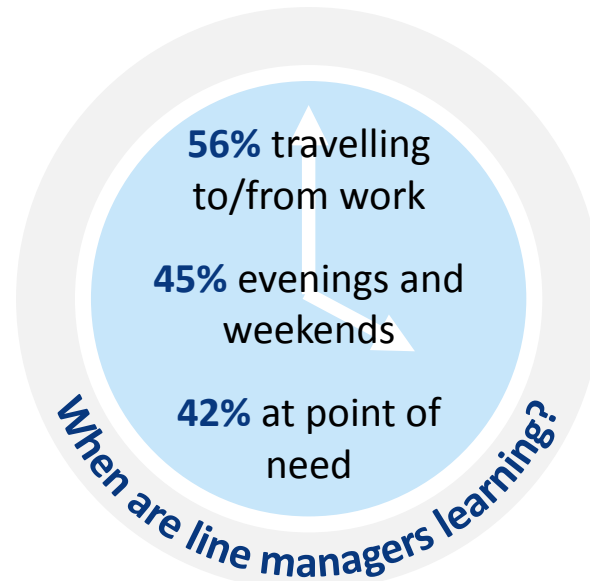 56% travelling
to/from work
45% evenings and
weekends
42% at point of
need
When are line managers learning?